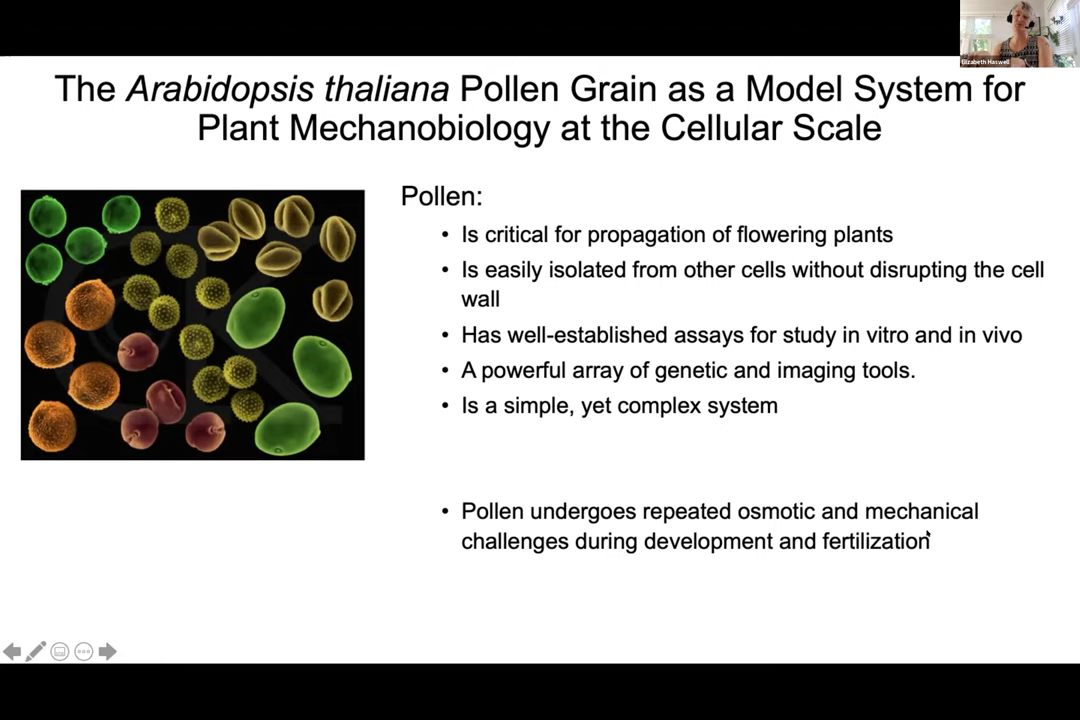 Elizabeth Haswell
The Arabidopsis thaliana Pollen Grain as a Model System for
Plant Mechanobiology at the Cellular Scale
Pollen:
• Is critical for propagation of flowering plants
• Is easily isolated from other cells without disrupting the cell
wall
• Has well-established assays for study in vitro and in vivo
• A powerful array of genetic and imaging tools.
• Is a simple, yet complex system
• Pollen undergoes repeated osmotic and mechanical
challenges during development and fertilization